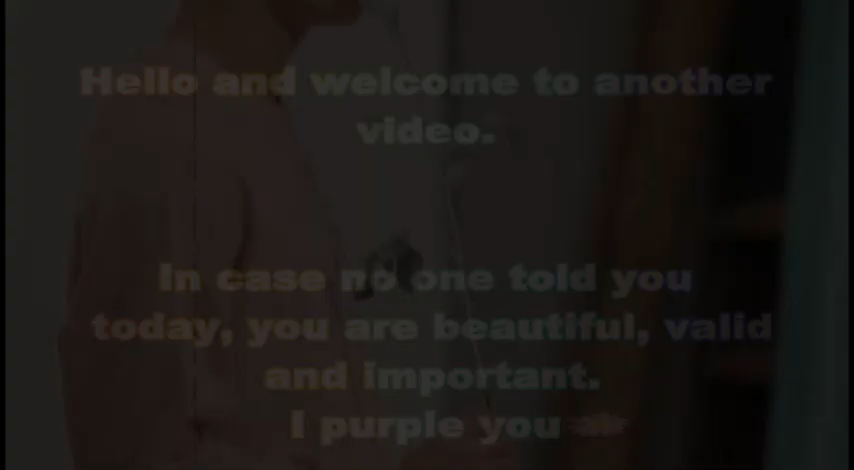 Hello and welcome to another
video.
In case no one told you
today, you are beautiful, valid
and important.
I purple you